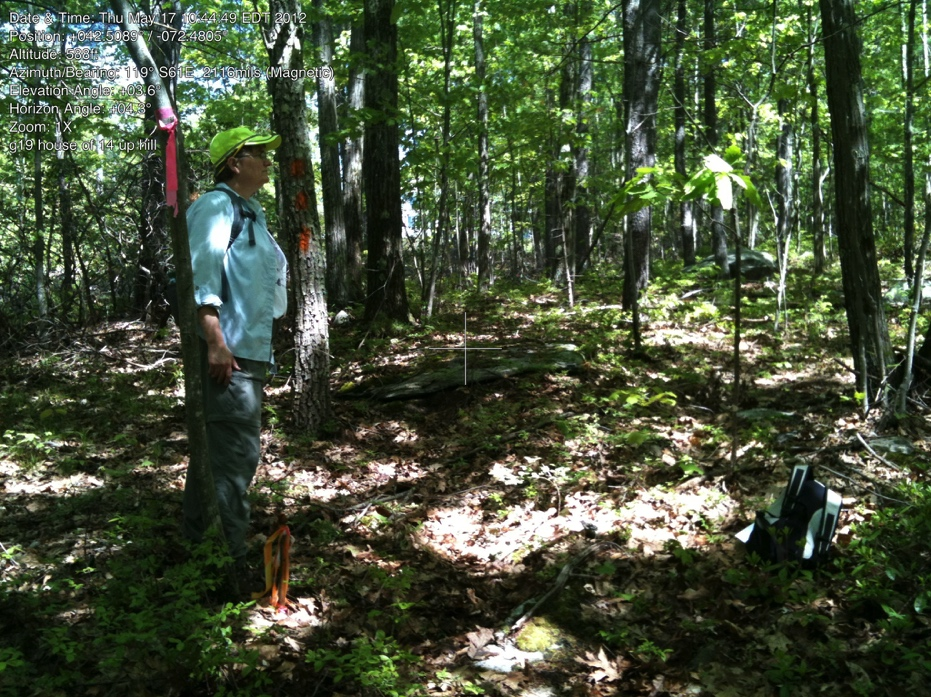 Date & Time: Thu May 17 10:44:49 EDT 2012
Position: +042.5089° / -072.4805°
Altitude: 588ft
Azimuth/Bearing: 119° S61E 2116mils (Magnetic)
Elevation Angle: +03.6°
Horizon Angle: +04.8°
Zoom: 1X
g19 house of 14 up hill